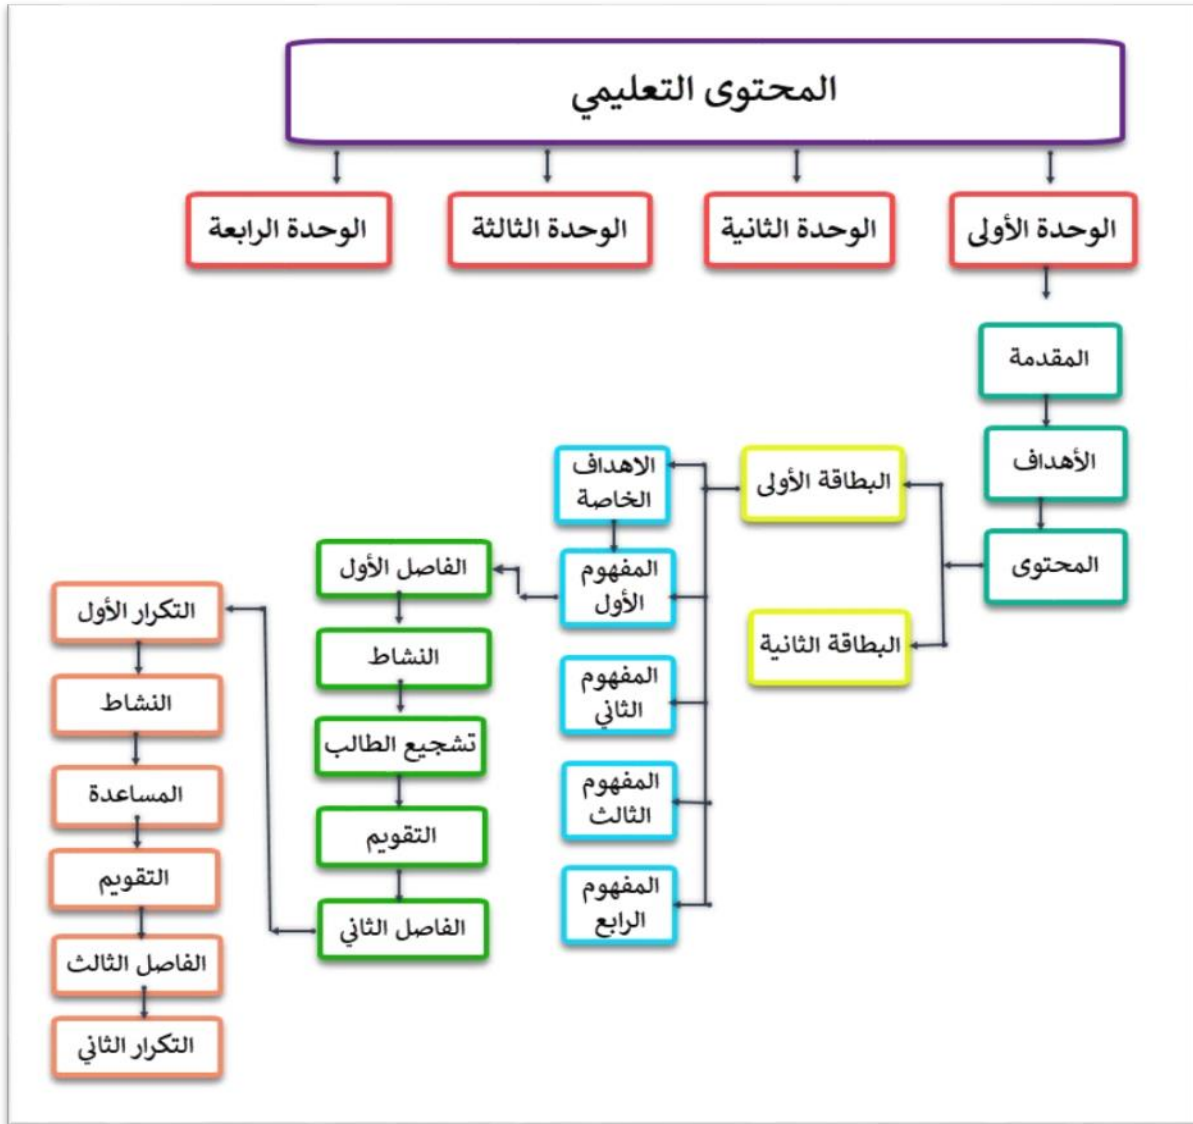 المحتوى التعليمي
الوحدة الأولى
الوحدة الثانية
الوحدة الثالثة
الوحدة الرابعة
المقدمة
الأهداف
المحتوى
البطاقة الأولى
البطاقة الثانية
الاهداف
الخاصة
المفهوم
الأول
المفهوم
الثاني
المفهوم
الثالث
المفهوم
الرابع
الفاصل الأول
النشاط
تشجيع الطالب
التقويم
الفاصل الثاني
التكرار الأول
النشاط
المساعدة
التقويم
الفاصل الثالث
التكرار الثاني